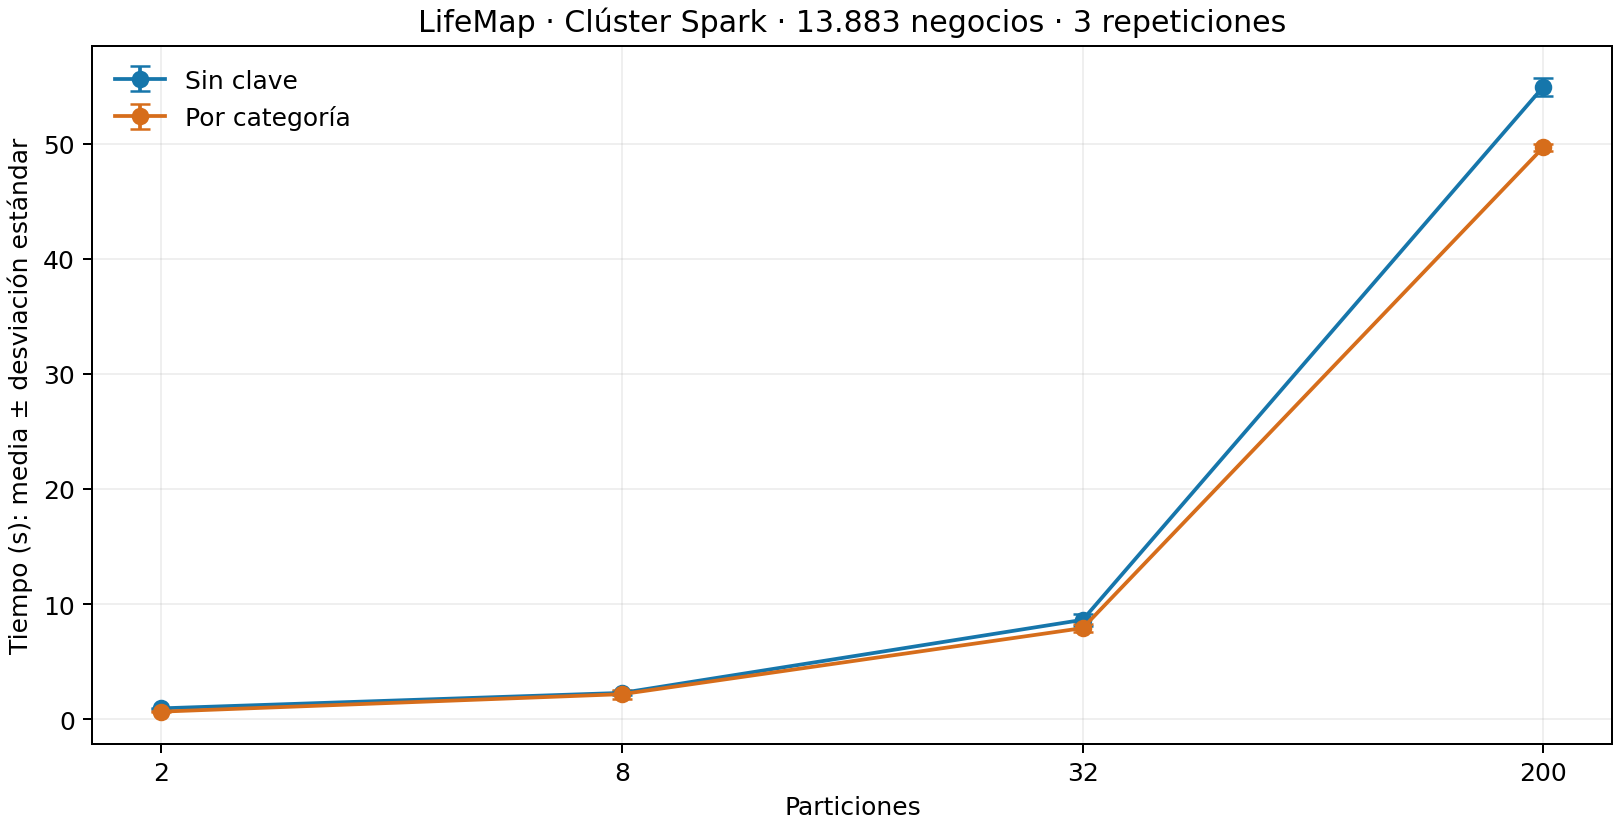 LifeMap · Clúster Spark · 13.883 negocios · 3 repeticiones
Sin clave
Por categoría
Tiempo (s): media ± desviación estándar
50
40
30
20
10
0
2 8 32 200
Particiones